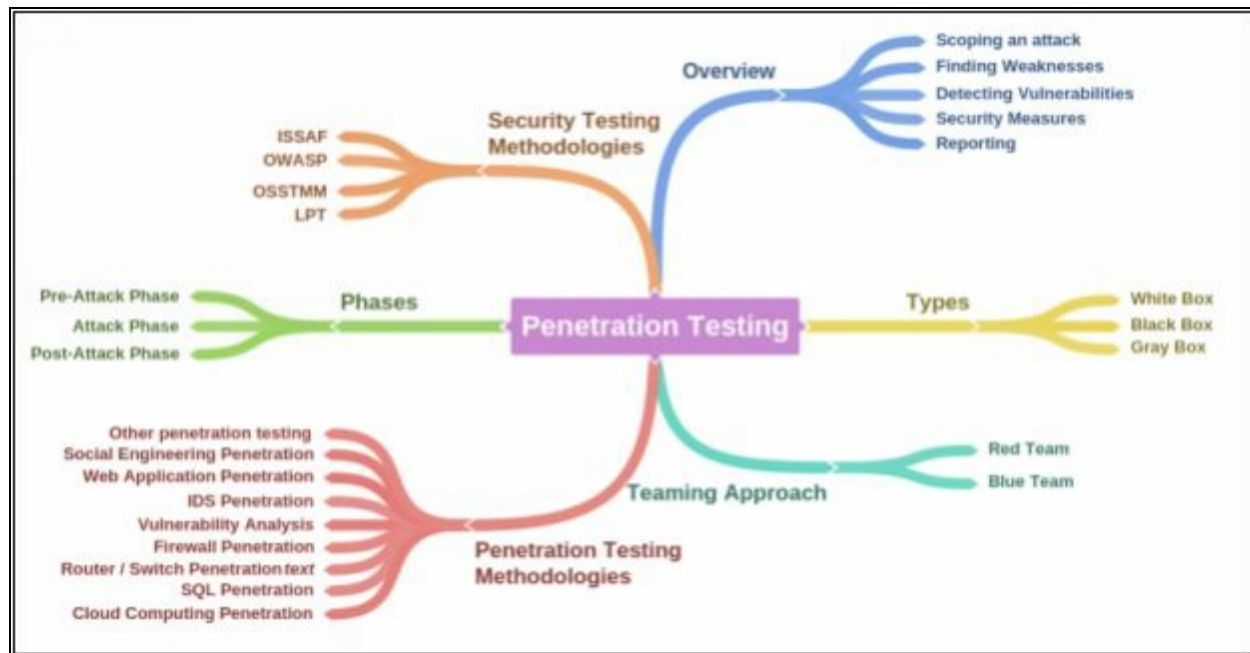 Overview
Scoping an attack
Finding Weaknesses
Detecting Vulnerabilities
Security Measures
Reporting
Security Testing
Methodologies
ISSAF
OWASP
OSSTMM
LPT
Phases
Pre-Attack Phase
Attack Phase
Post-Attack Phase
Penetration Testing
Types
White Box
Black Box
Gray Box
Teaming Approach
Red Team
Blue Team
Penetration Testing
Methodologies
Other penetration testing
Social Engineering Penetration
Web Application Penetration
IDS Penetration
Vulnerability Analysis
Firewall Penetration
Router / Switch Penetration text
SQL Penetration
Cloud Computing Penetration